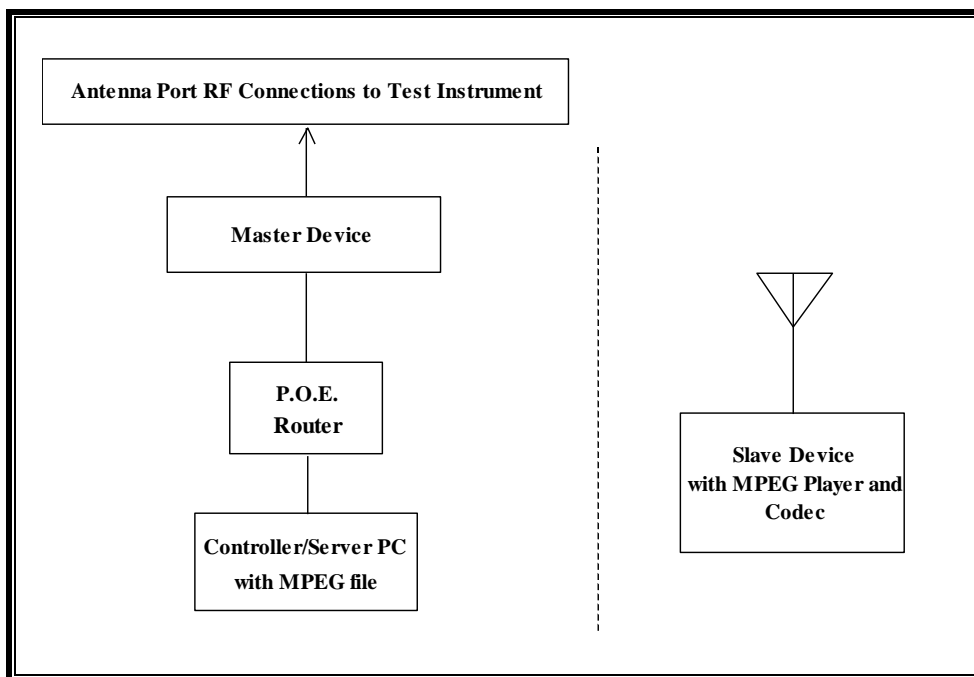 Antenna Port RF Connections to Test Instrument
Master Device
P.O.E.
Router
Controller/Server PC
with MPEG file
Slave Device
with MPEG Player and
Codec